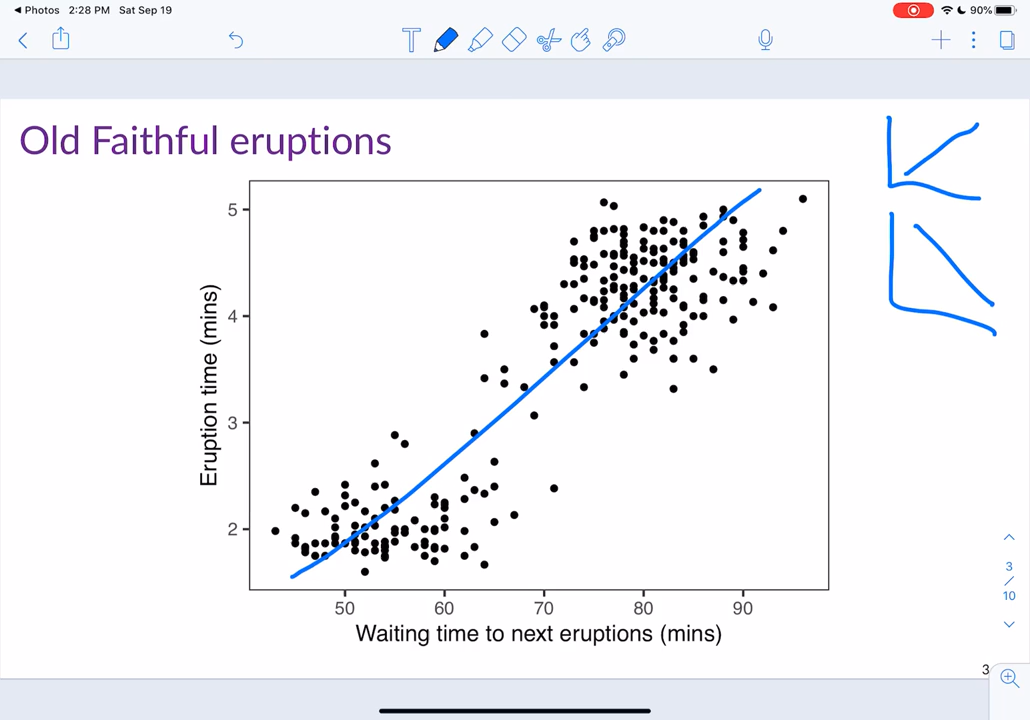 Photos 2:28 PM Sat Sep 19 90%
T
Old Faithful eruptions
5
4
3
2
Eruption time (mins)
50 60 70 80 90
Waiting time to next eruptions (mins)
3
/
10
3